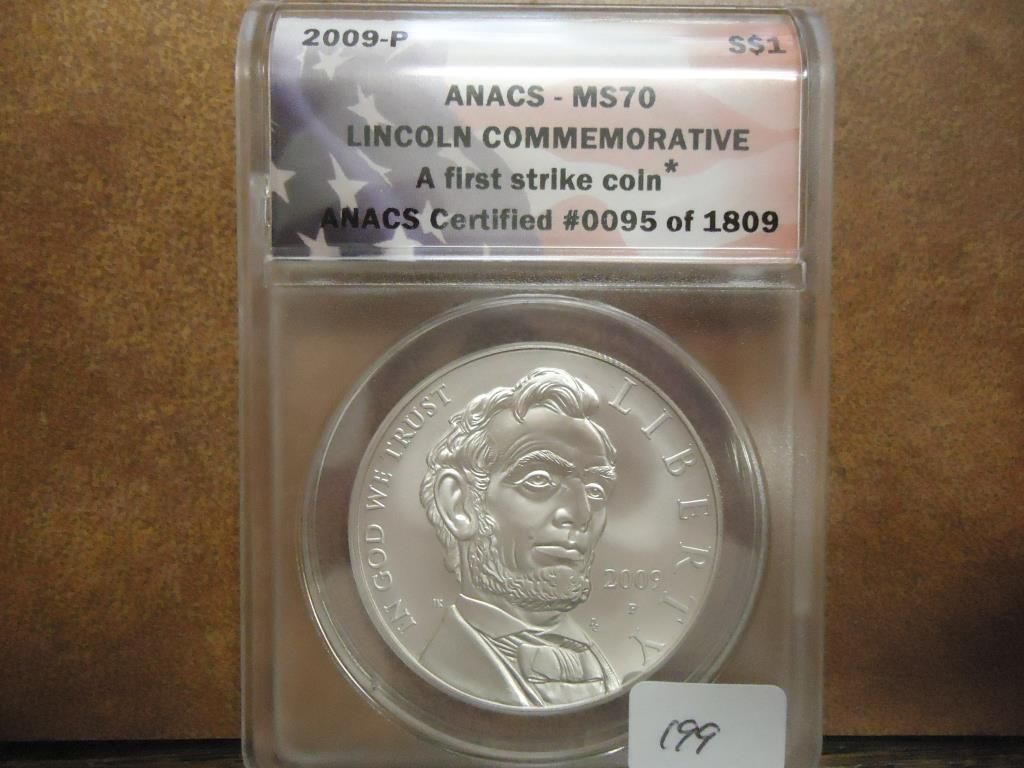 2009-P S$1
ANACS - MS70
LINCOLN COMMEMORATIVE
A first strike coin*
ANACS Certified #0095 of 1809
IN GOD WE TRUST
LIBERTY
2009
P
199